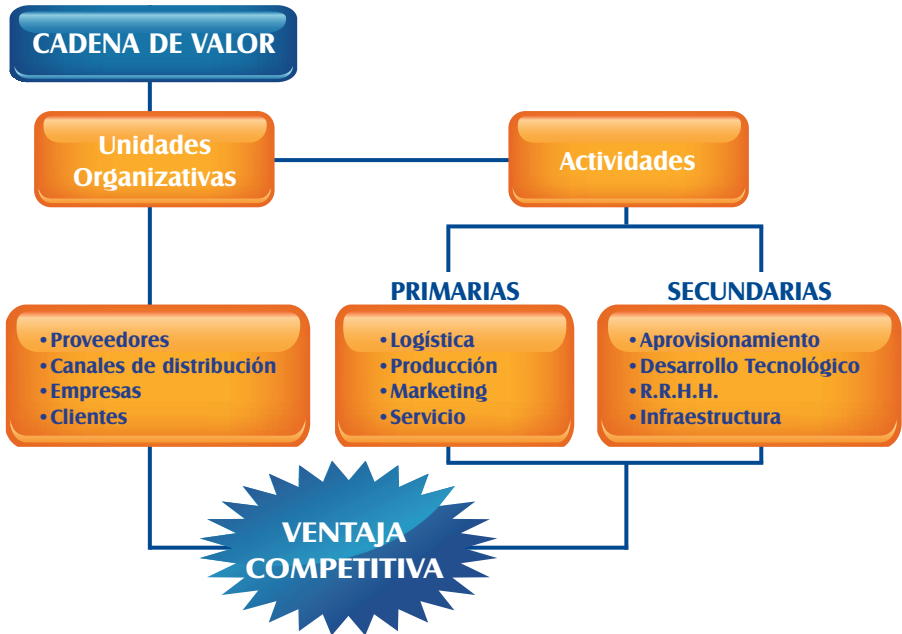 CADENA DE VALOR
Unidades
Organizativas
Actividades
PRIMARIAS
SECUNDARIAS
• Proveedores
• Canales de distribución
• Empresas
• Clientes
• Logística
• Producción
• Marketing
• Servicio
• Aprovisionamiento
• Desarrollo Tecnológico
• R.R.H.H.
• Infraestructura
VENTAJA
COMPETITIVA